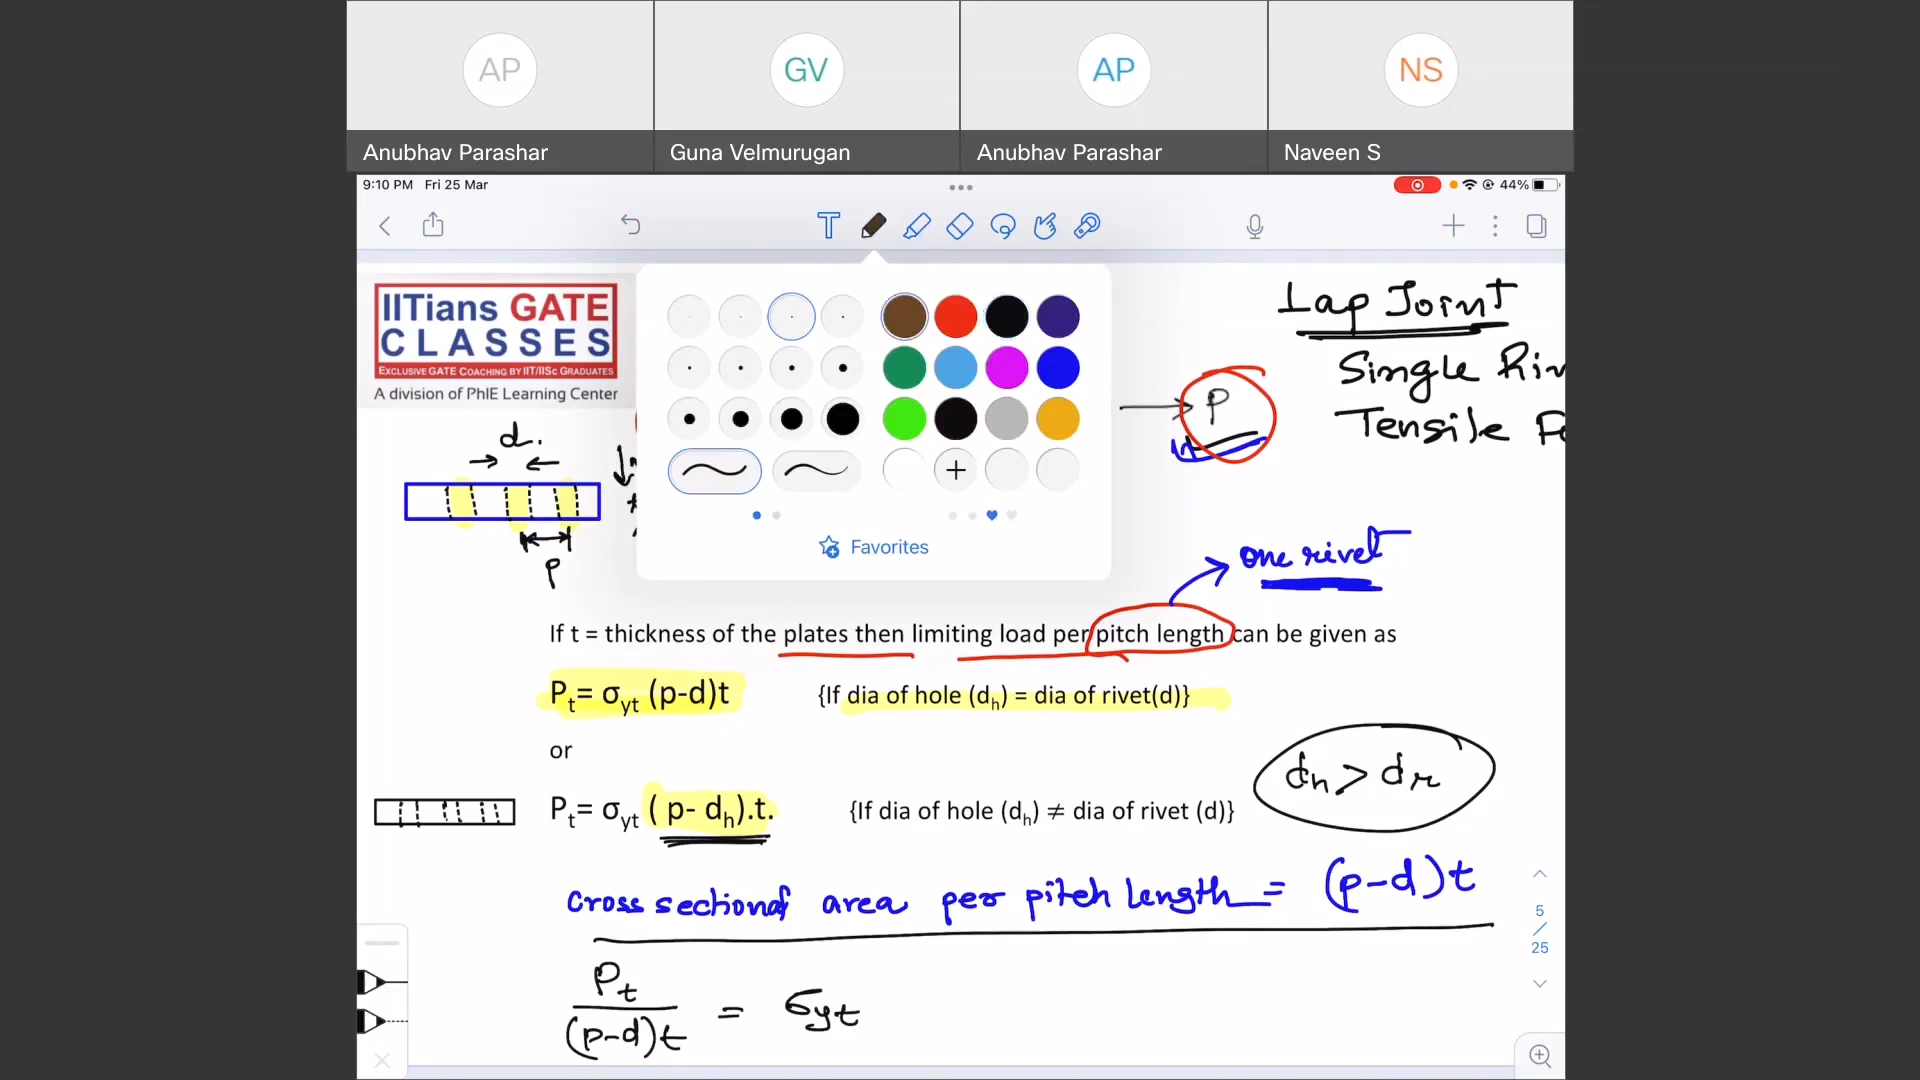 AP GV AP NS
Anubhav Parashar Guna Velmurugan Anubhav Parashar Naveen S
9:10 PM Fri 25 Mar 44%
T
IITians GATE
CLASSES
EXCLUSIVE GATE COACHING BY IIT/IISc GRADUATES
A division of PhIE Learning Center
Lap Joint
Single Riv
Tensile Fa
P
d.
P
Favorites
one rivet
If t = thickness of the plates then limiting load per pitch length can be given as
Pt= σyt (p-d)t {If dia of hole (dh) = dia of rivet(d)}
or
dh > dr
Pt= σyt ( p- dh).t. {If dia of hole (dh) ≠ dia of rivet (d)}
cross sectional area per pitch length = (p-d)t
5
/
25
Pt
/(p-d)t = σyt